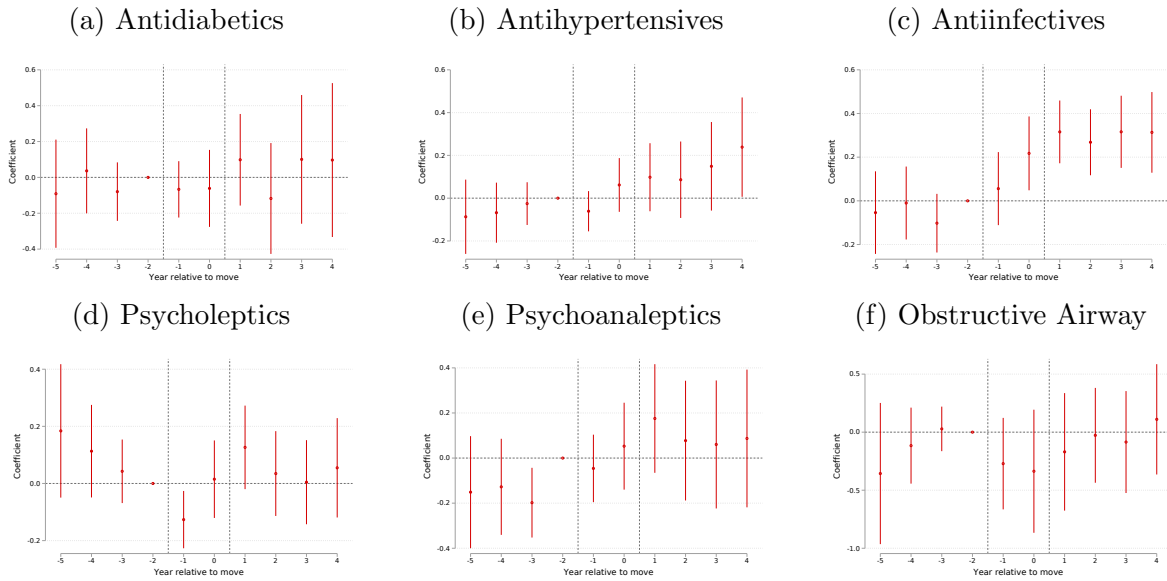 (a) Antidiabetics
0.6
0.4
0.2
0.0
-0.2
-0.4
Coefficient
-5 -4 -3 -2 -1 0 1 2 3 4
Year relative to move
(b) Antihypertensives
0.6
0.4
0.2
0.0
-0.2
Coefficient
-5 -4 -3 -2 -1 0 1 2 3 4
Year relative to move
(c) Antiinfectives
0.6
0.4
0.2
0.0
-0.2
Coefficient
-5 -4 -3 -2 -1 0 1 2 3 4
Year relative to move
(d) Psycholeptics
0.4
0.2
0.0
-0.2
Coefficient
-5 -4 -3 -2 -1 0 1 2 3 4
Year relative to move
(e) Psychoanaleptics
0.4
0.2
0.0
-0.2
-0.4
Coefficient
-5 -4 -3 -2 -1 0 1 2 3 4
Year relative to move
(f) Obstructive Airway
0.5
0.0
-0.5
-1.0
Coefficient
-5 -4 -3 -2 -1 0 1 2 3 4
Year relative to move